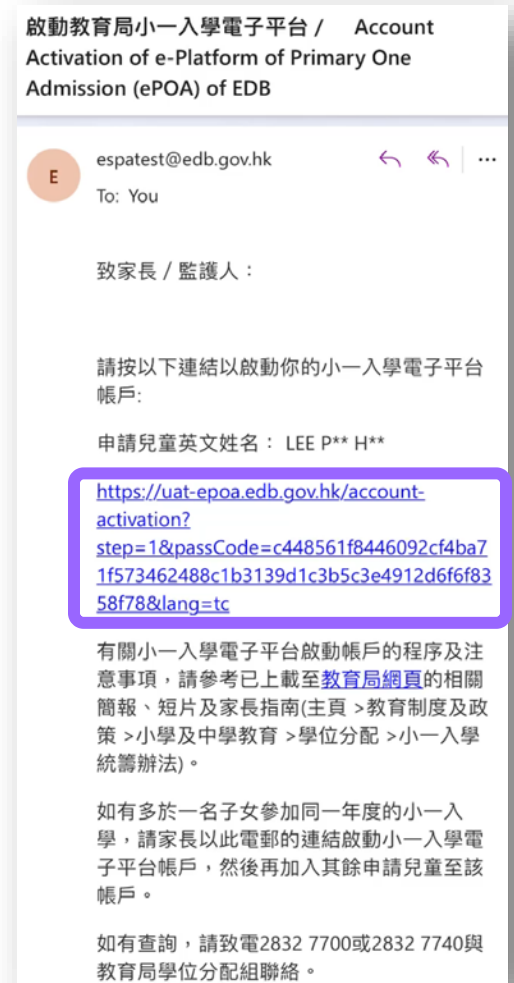 啟動教育局小一入學電子平台 / Account
Activation of e-Platform of Primary One
Admission (ePOA) of EDB
E
espatest@edb.gov.hk
To: You
致家長 / 監護人：
請按以下連結以啟動你的小一入學電子平台
帳戶:
申請兒童英文姓名： LEE P** H**
https://uat-epoa.edb.gov.hk/account-
activation?
step=1&passCode=c448561f8446092cf4ba7
1f573462488c1b3139d1c3b5c3e4912d6f6f83
58f78&lang=tc
有關小一入學電子平台啟動帳戶的程序及注
意事項，請參考已上載至教育局網頁的相關
簡報、短片及家長指南(主頁 >教育制度及政
策 >小學及中學教育 >學位分配 >小一入學
統籌辦法)。
如有多於一名子女參加同一年度的小一入
學，請家長以此電郵的連結啟動小一入學電
子平台帳戶，然後再加入其餘申請兒童至該
帳戶。
如有查詢，請致電2832 7700或2832 7740與
教育局學位分配組聯絡。